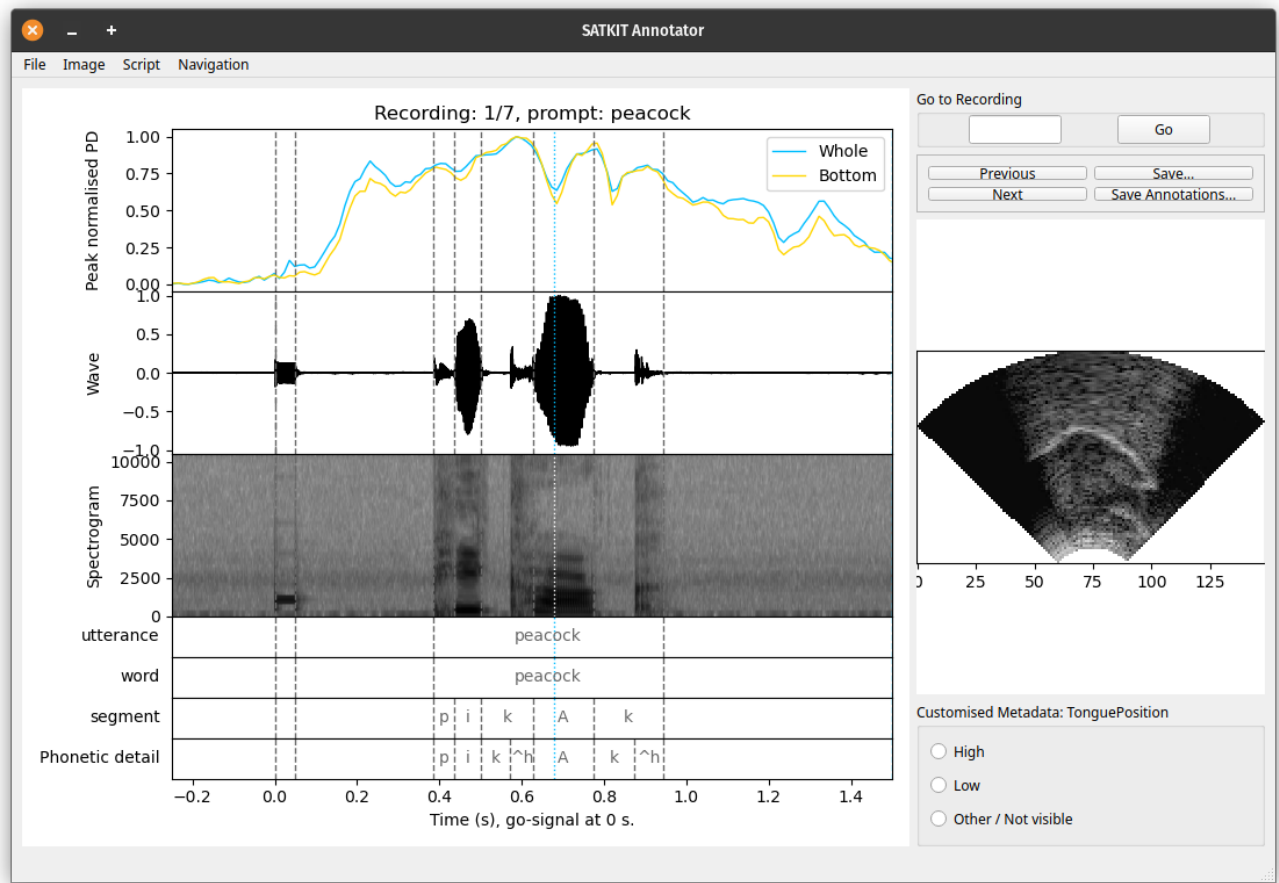 SATKIT Annotator
File Image Script Navigation
Recording: 1/7, prompt: peacock
Peak normalised PD
1.00
0.75
0.50
0.25
0.00
Whole
Bottom
Wave
1.0
0.5
0.0
−0.5
−1.0
Spectrogram
10000
7500
5000
2500
0
utterance peacock
word peacock
segment p i k A k
Phonetic detail p i k ^h A k ^h
−0.2 0.0 0.2 0.4 0.6 0.8 1.0 1.2 1.4
Time (s), go-signal at 0 s.
Go to Recording
Go
Previous Save...
Next Save Annotations...
0 25 50 75 100 125
Customised Metadata: TonguePosition
High
Low
Other / Not visible